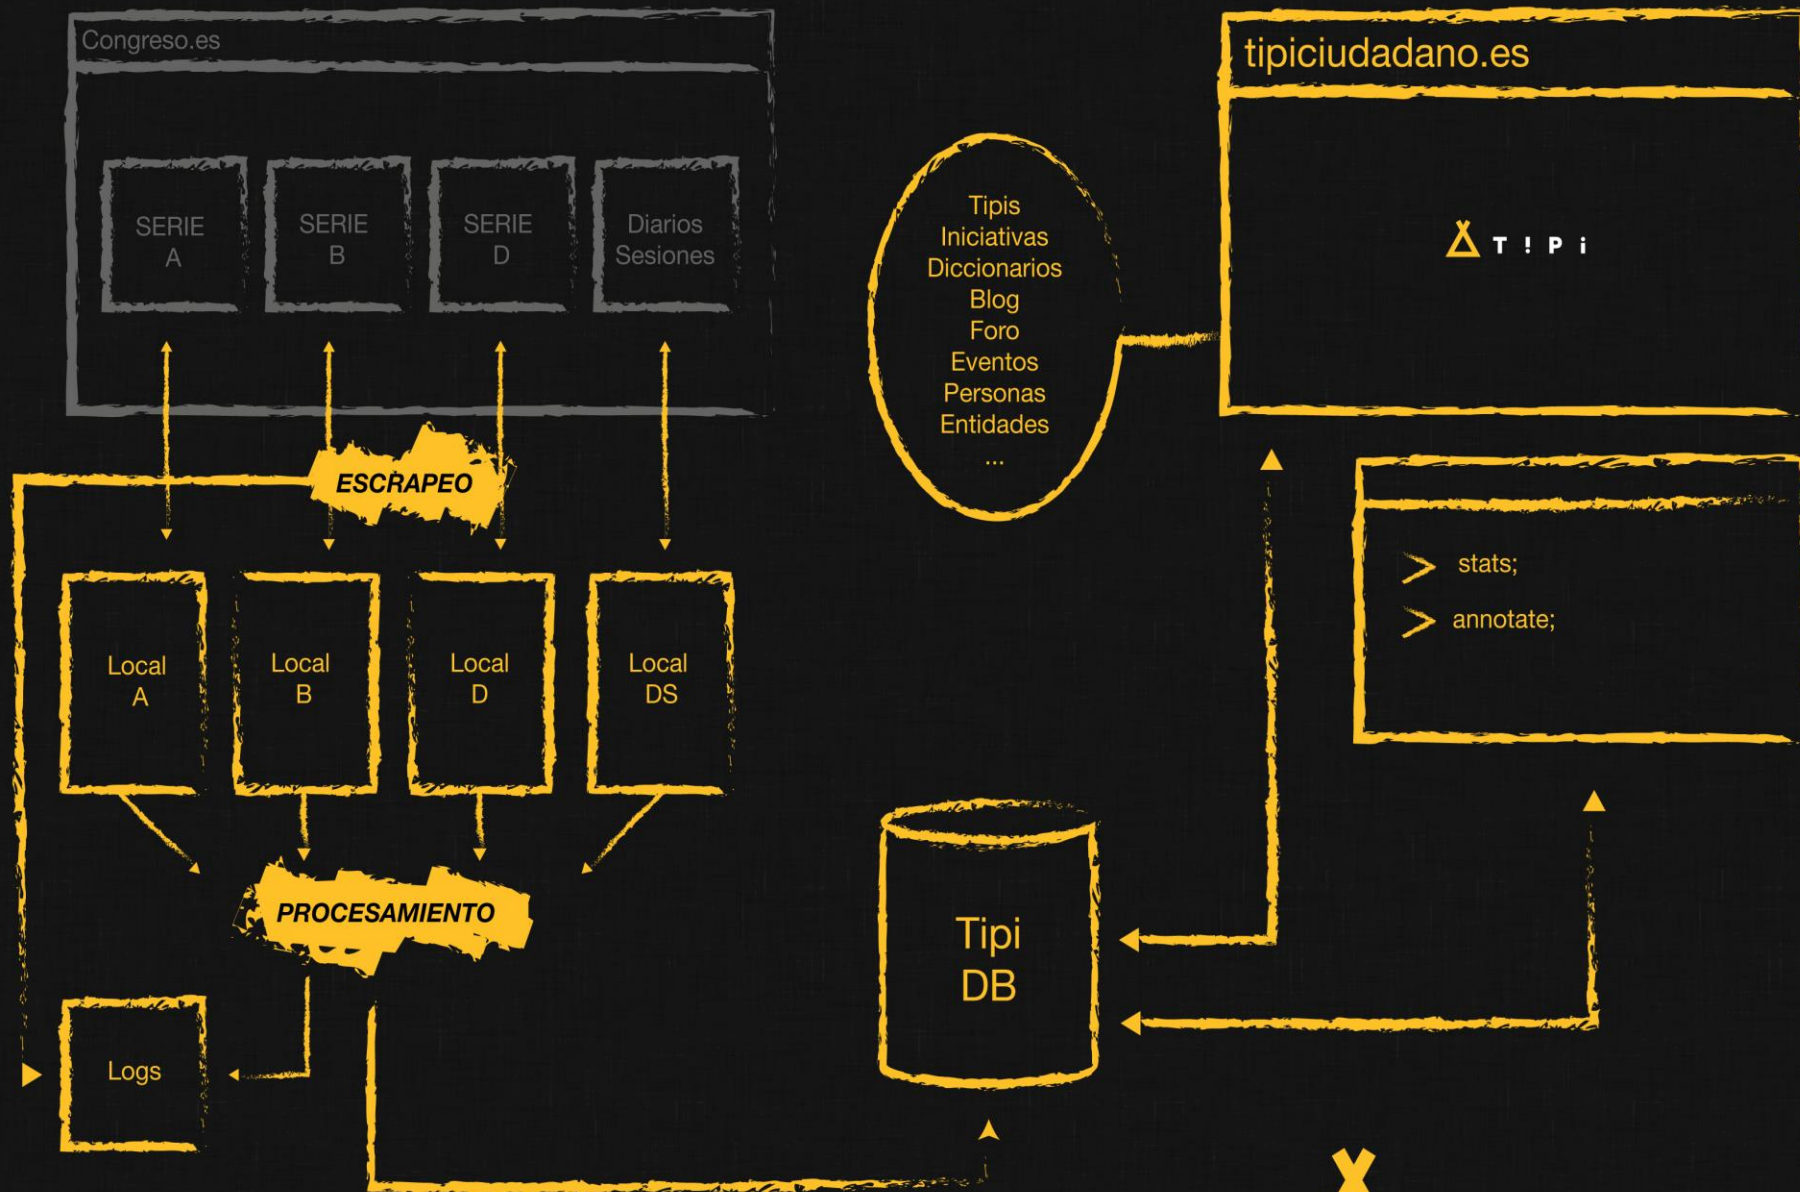 Congreso.es
SERIE
A
SERIE
B
SERIE
D
Diarios
Sesiones
ESCRAPEO
Local
A
Local
B
Local
D
Local
DS
PROCESAMIENTO
Logs
Tipis
Iniciativas
Diccionarios
Blog
Foro
Eventos
Personas
Entidades
...
tipiciudadano.es
T!Pi
> stats;
> annotate;
Tipi
DB